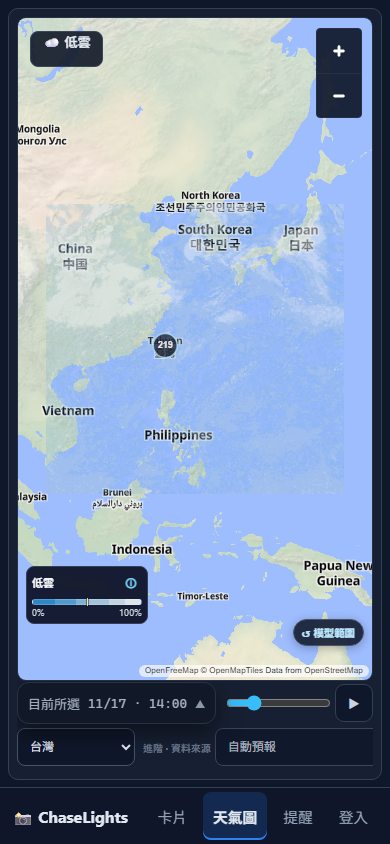 低雲
+
−
Mongolia
онгол Улс
North Korea
조선민주주의인민공화국
South Korea
대한민국
Japan
日本
China
中国
219
Vietnam
Philippines
alaysia
Brunei
بروني دارالسلام
Indonesia
Papua New
Guinea
Timor-Leste
低雲
0% 100%
↺ 模型範圍
OpenFreeMap © OpenMapTiles Data from OpenStreetMap
目前所選 11/17 · 14:00 ▲
▶
台灣
進階 · 資料來源
自動預報
ChaseLights
卡片
天氣圖
提醒
登入